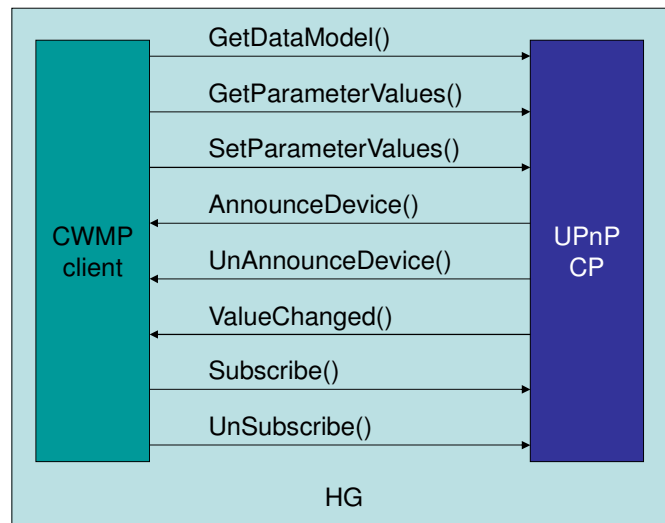 GetDataModel()
GetParameterValues()
SetParameterValues()
AnnounceDevice()
CWMP
client
UPnP
CP
UnAnnounceDevice()
ValueChanged()
Subscribe()
UnSubscribe()
HG